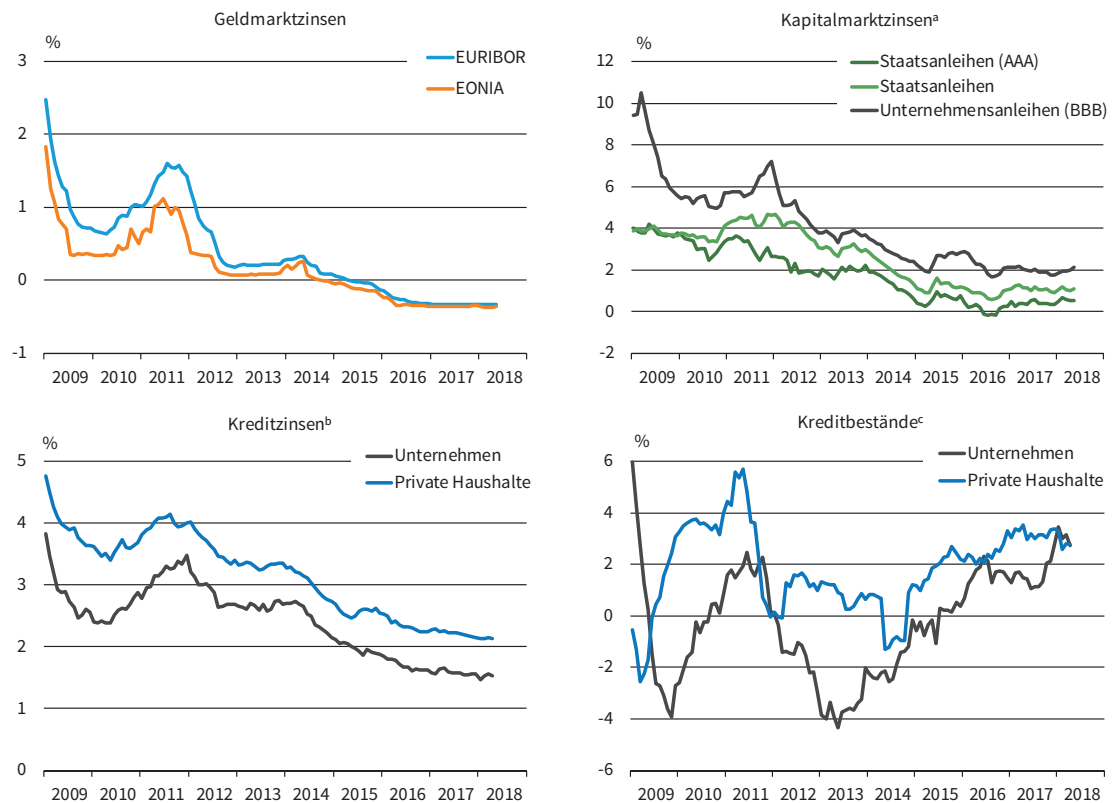 Geldmarktzinsen
%
EURIBOR
EONIA
3
2
1
0
-1
2009 2010 2011 2012 2013 2014 2015 2016 2017 2018
Kapitalmarktzinsenᵃ
%
Staatsanleihen (AAA)
Staatsanleihen
Unternehmensanleihen (BBB)
12
10
8
6
4
2
0
-2
2009 2010 2011 2012 2013 2014 2015 2016 2017 2018
Kreditzinsenᵇ
%
Unternehmen
Private Haushalte
5
4
3
2
1
0
2009 2010 2011 2012 2013 2014 2015 2016 2017 2018
Kreditbeständeᶜ
%
Unternehmen
Private Haushalte
6
4
2
0
-2
-4
-6
2009 2010 2011 2012 2013 2014 2015 2016 2017 2018